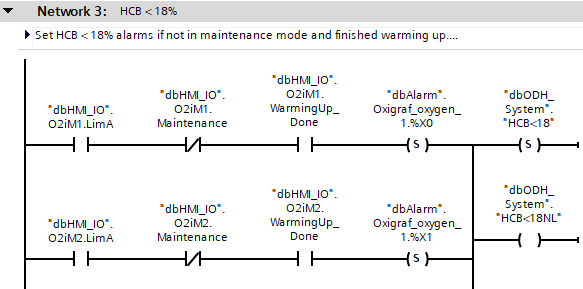 Network 3: HCB < 18%
Set HCB < 18% alarms if not in maintenance mode and finished warming up....
"dbHMI_IO".
O2iM1.LimA
"dbHMI_IO".
O2iM1.
Maintenance
"dbHMI_IO".
O2iM1.
WarmingUp_
Done
"dbAlarm".
Oxigraf_oxygen_
1.%X0
S
"dbODH_
System".
"HCB<18"
S
"dbHMI_IO".
O2iM2.LimA
"dbHMI_IO".
O2iM2.
Maintenance
"dbHMI_IO".
O2iM2.
WarmingUp_
Done
"dbAlarm".
Oxigraf_oxygen_
1.%X1
S
"dbODH_
System".
"HCB<18NL"